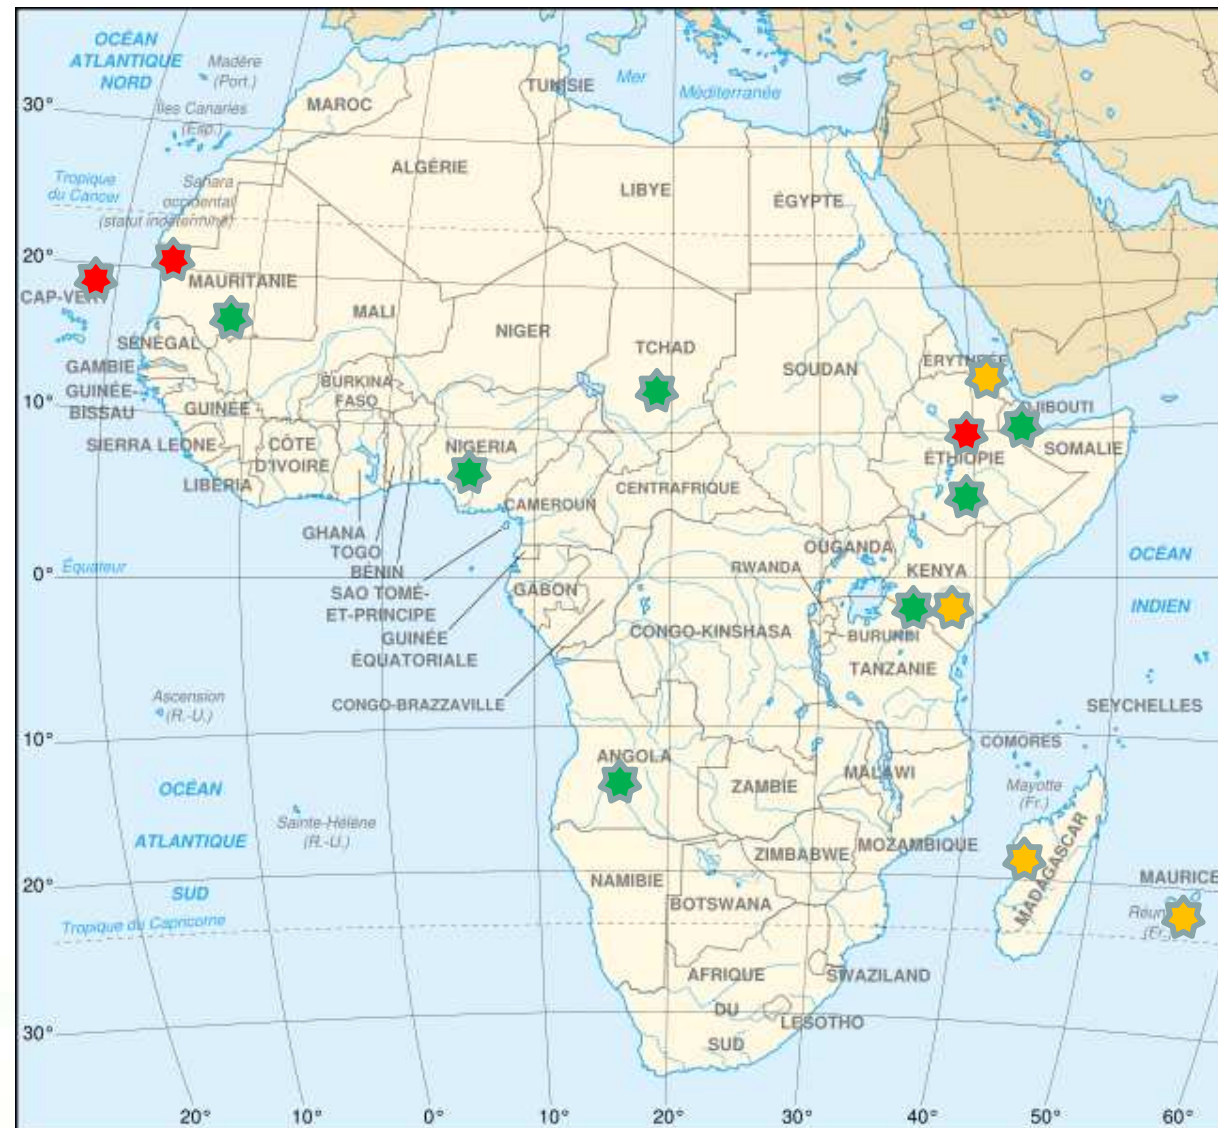 OCÉAN
ATLANTIQUE
NORD
Madère
(Port.)
Îles Canaries
(Esp.)
30°
MAROC
TUNISIE
Mer
Méditerranée
ALGÉRIE
LIBYE
ÉGYPTE
Tropique
du Cancer
Sahara
occidental
(statut indéterminé)
20°
CAP-VERT
MAURITANIE
MALI
NIGER
TCHAD
SOUDAN
ÉRYTHRÉE
SÉNÉGAL
GAMBIE
GUINÉE-
BISSAU
10°
GUINÉE
BURKINA
FASO
DJIBOUTI
SIERRA LEONE
CÔTE
D'IVOIRE
NIGERIA
SOMALIE
ÉTHIOPIE
LIBERIA
CENTRAFRIQUE
CAMEROUN
GHANA
TOGO
BÉNIN
SAO TOMÉ-
ET-PRINCIPE
GUINÉE
ÉQUATORIALE
OUGANDA
RWANDA
KENYA
OCÉAN
INDIEN
0°
Équateur
GABON
CONGO-KINSHASA
BURUNDI
TANZANIE
CONGO-BRAZZAVILLE
Ascension
(R.-U.)
SEYCHELLES
10°
COMORES
ANGOLA
ZAMBIE
MALAWI
Mayotte
(Fr.)
OCÉAN
ATLANTIQUE
SUD
Sainte-Hélène
(R.-U.)
ZIMBABWE
MOZAMBIQUE
MADAGASCAR
20°
NAMIBIE
BOTSWANA
MAURICE
Réun
(Fr.)
Tropique du Capricorne
AFRIQUE
DU
SUD
SWAZILAND
LESOTHO
30°
20°
10°
0°
10°
20°
30°
40°
50°
60°